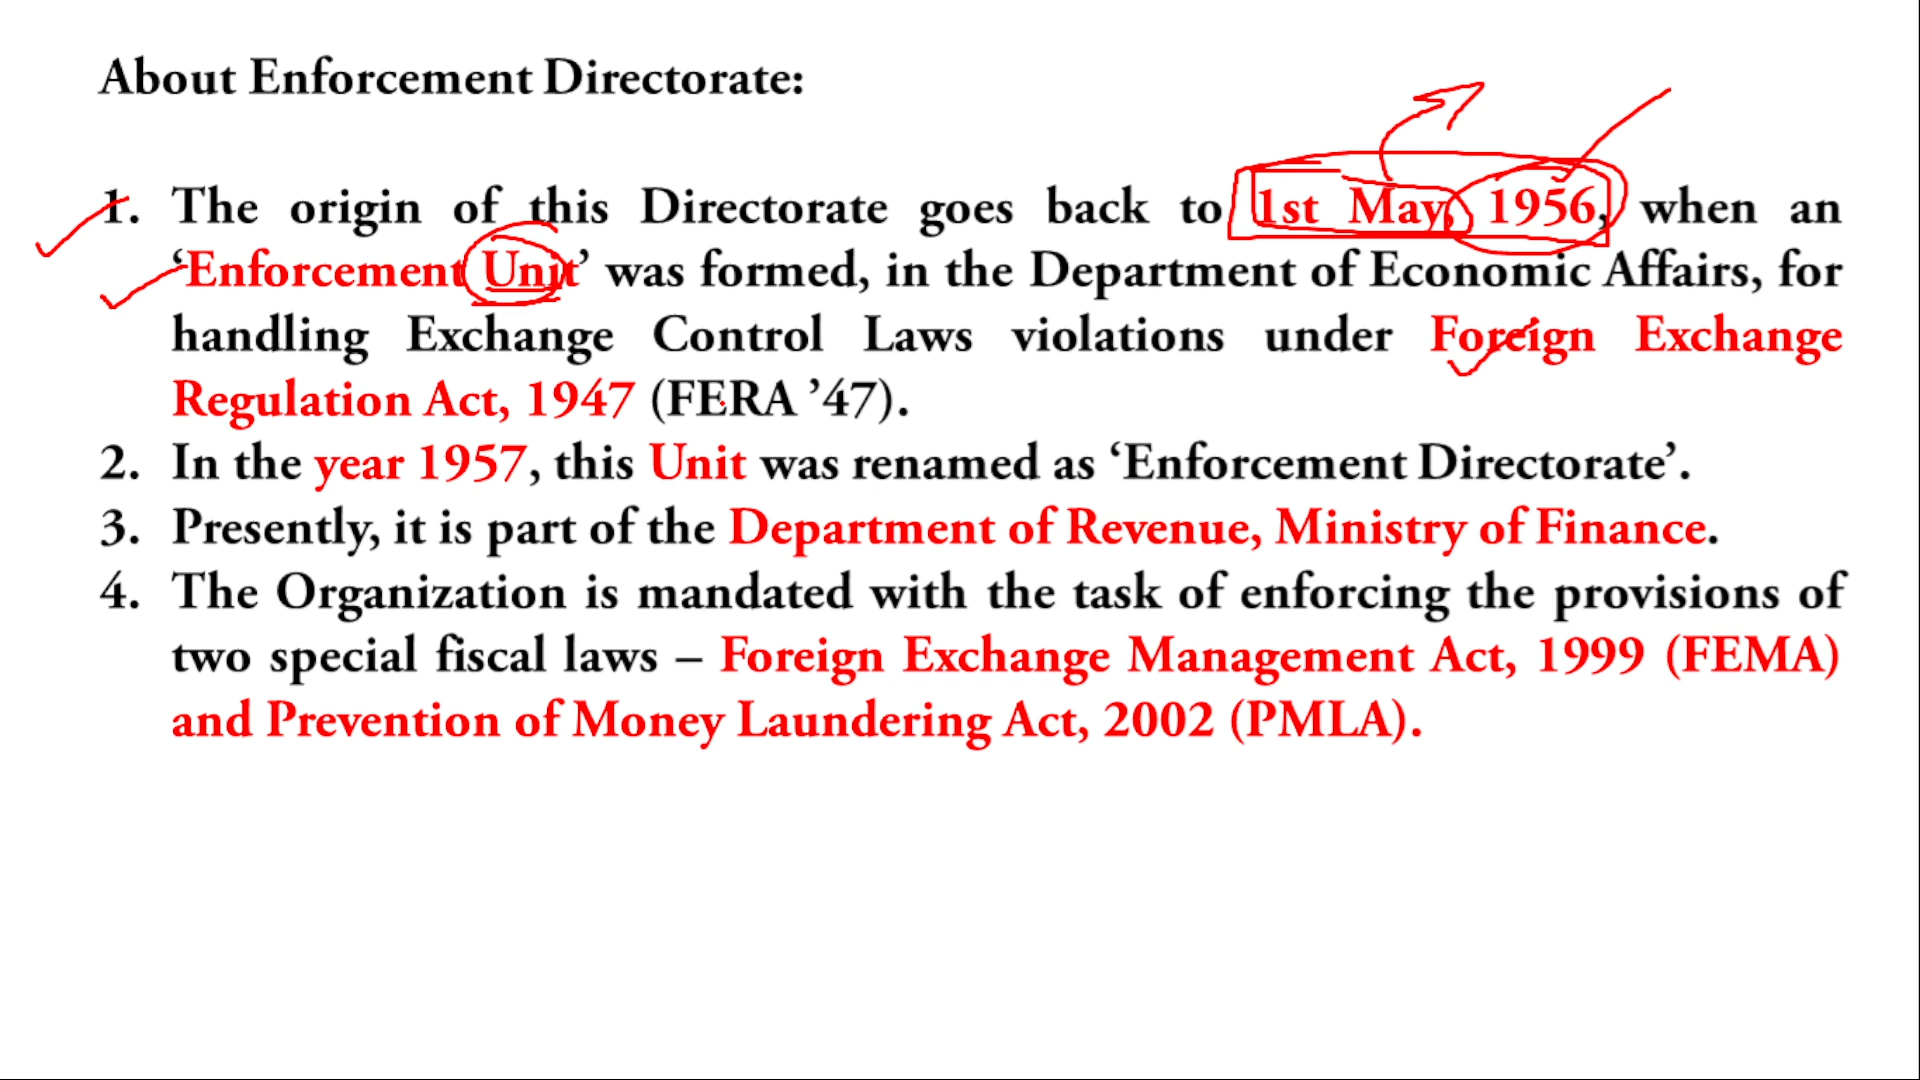 About Enforcement Directorate:
1. The origin of this Directorate goes back to 1st May, 1956, when an
‘Enforcement Unit’ was formed, in the Department of Economic Affairs, for
handling Exchange Control Laws violations under Foreign Exchange
Regulation Act, 1947 (FERA ’47).
2. In the year 1957, this Unit was renamed as ‘Enforcement Directorate’.
3. Presently, it is part of the Department of Revenue, Ministry of Finance.
4. The Organization is mandated with the task of enforcing the provisions of
two special fiscal laws – Foreign Exchange Management Act, 1999 (FEMA)
and Prevention of Money Laundering Act, 2002 (PMLA).